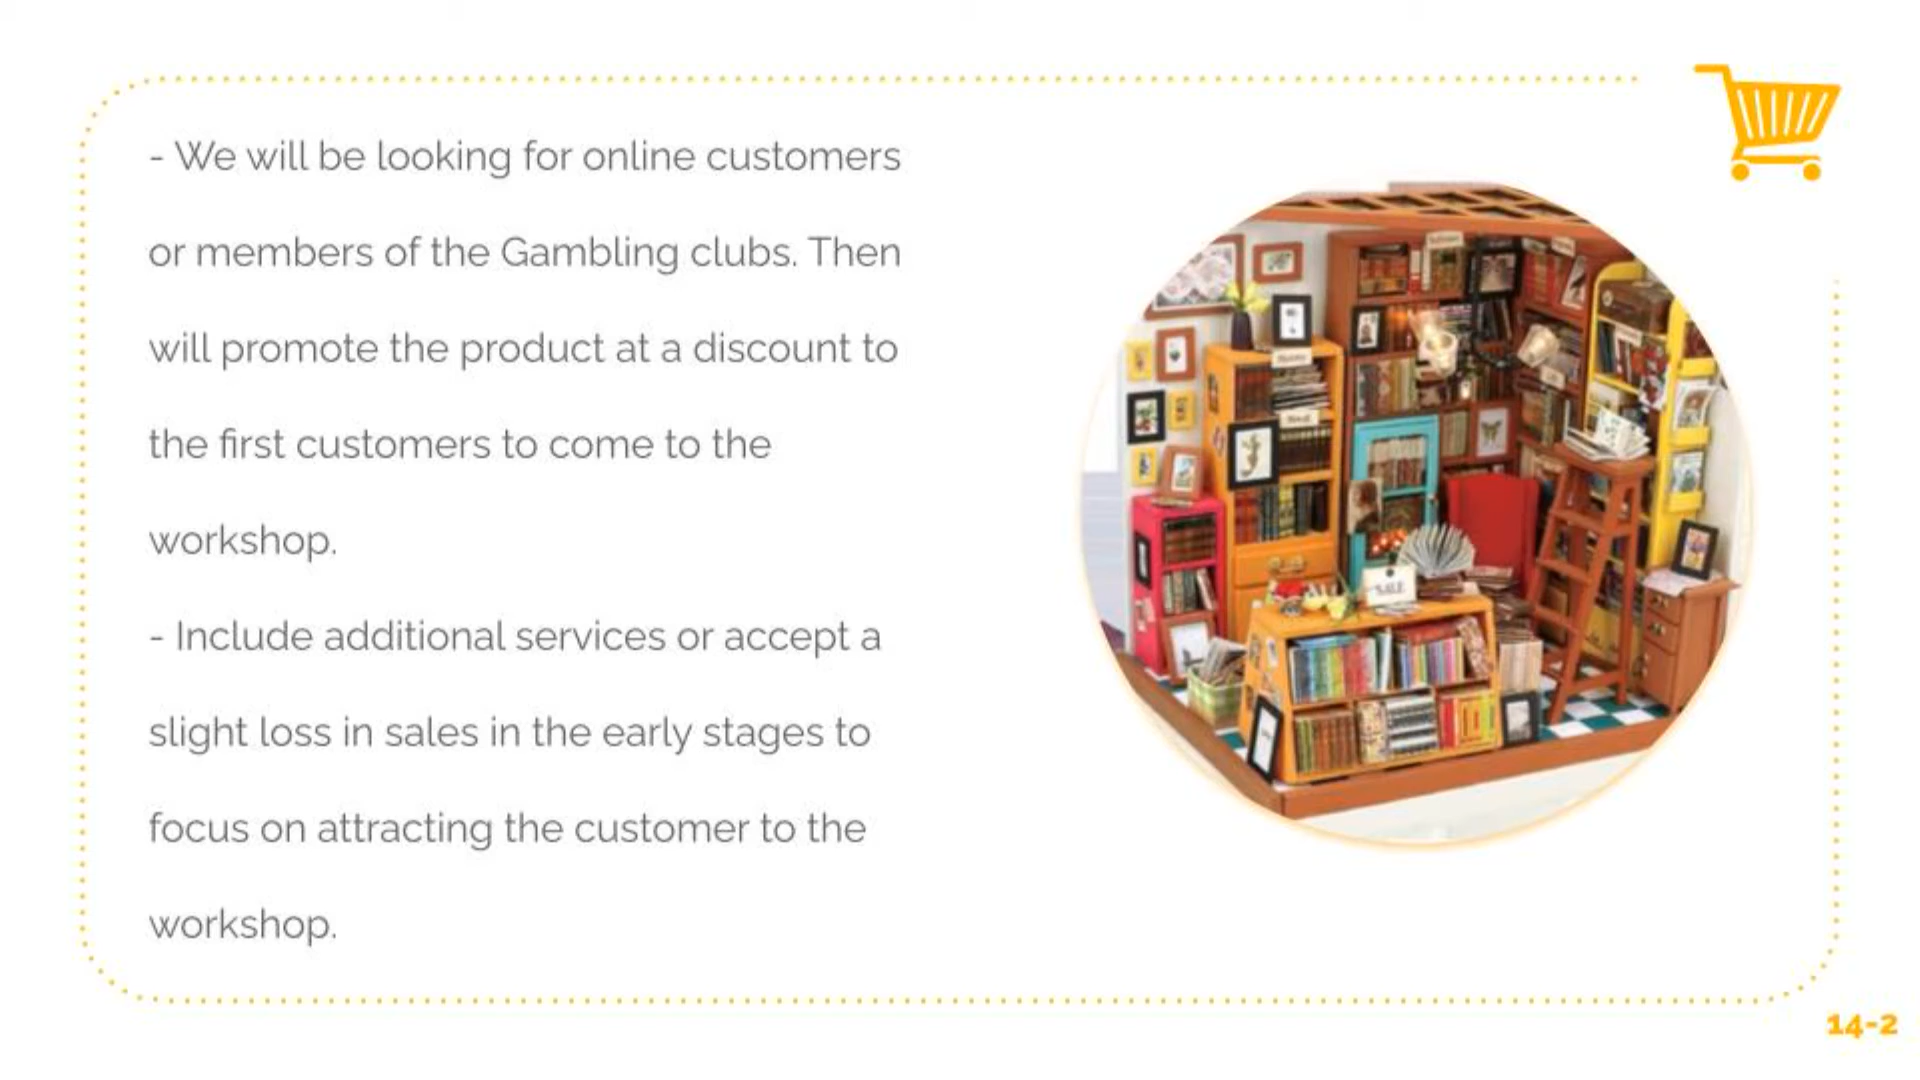 - We will be looking for online customers
or members of the Gambling clubs. Then
will promote the product at a discount to
the first customers to come to the
workshop.
- Include additional services or accept a
slight loss in sales in the early stages to
focus on attracting the customer to the
workshop.
SALE
14-2